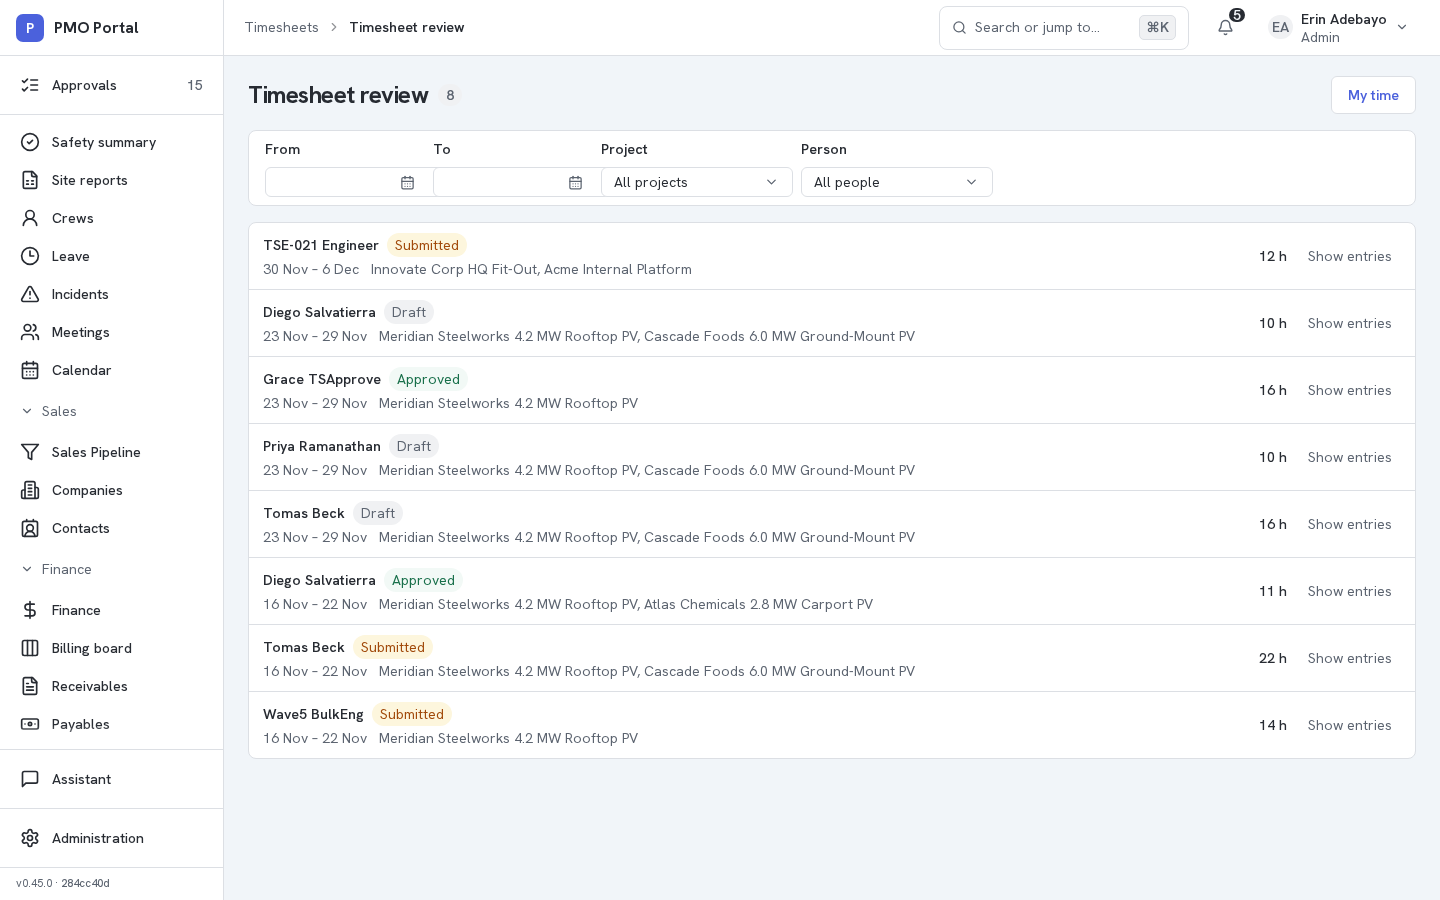 P PMO Portal
Timesheets > Timesheet review
Search or jump to... ⌘K
5
EA Erin Adebayo
Admin
Approvals 15
Safety summary
Site reports
Crews
Leave
Incidents
Meetings
Calendar
Sales
Sales Pipeline
Companies
Contacts
Finance
Finance
Billing board
Receivables
Payables
Assistant
Administration
v0.45.0 · 284cc40d
Timesheet review 8
My time
From To Project Person
All projects All people
TSE-021 Engineer Submitted
30 Nov – 6 Dec Innovate Corp HQ Fit-Out, Acme Internal Platform
12 h Show entries
Diego Salvatierra Draft
23 Nov – 29 Nov Meridian Steelworks 4.2 MW Rooftop PV, Cascade Foods 6.0 MW Ground-Mount PV
10 h Show entries
Grace TSApprove Approved
23 Nov – 29 Nov Meridian Steelworks 4.2 MW Rooftop PV
16 h Show entries
Priya Ramanathan Draft
23 Nov – 29 Nov Meridian Steelworks 4.2 MW Rooftop PV, Cascade Foods 6.0 MW Ground-Mount PV
10 h Show entries
Tomas Beck Draft
23 Nov – 29 Nov Meridian Steelworks 4.2 MW Rooftop PV, Cascade Foods 6.0 MW Ground-Mount PV
16 h Show entries
Diego Salvatierra Approved
16 Nov – 22 Nov Meridian Steelworks 4.2 MW Rooftop PV, Atlas Chemicals 2.8 MW Carport PV
11 h Show entries
Tomas Beck Submitted
16 Nov – 22 Nov Meridian Steelworks 4.2 MW Rooftop PV, Cascade Foods 6.0 MW Ground-Mount PV
22 h Show entries
Wave5 BulkEng Submitted
16 Nov – 22 Nov Meridian Steelworks 4.2 MW Rooftop PV
14 h Show entries